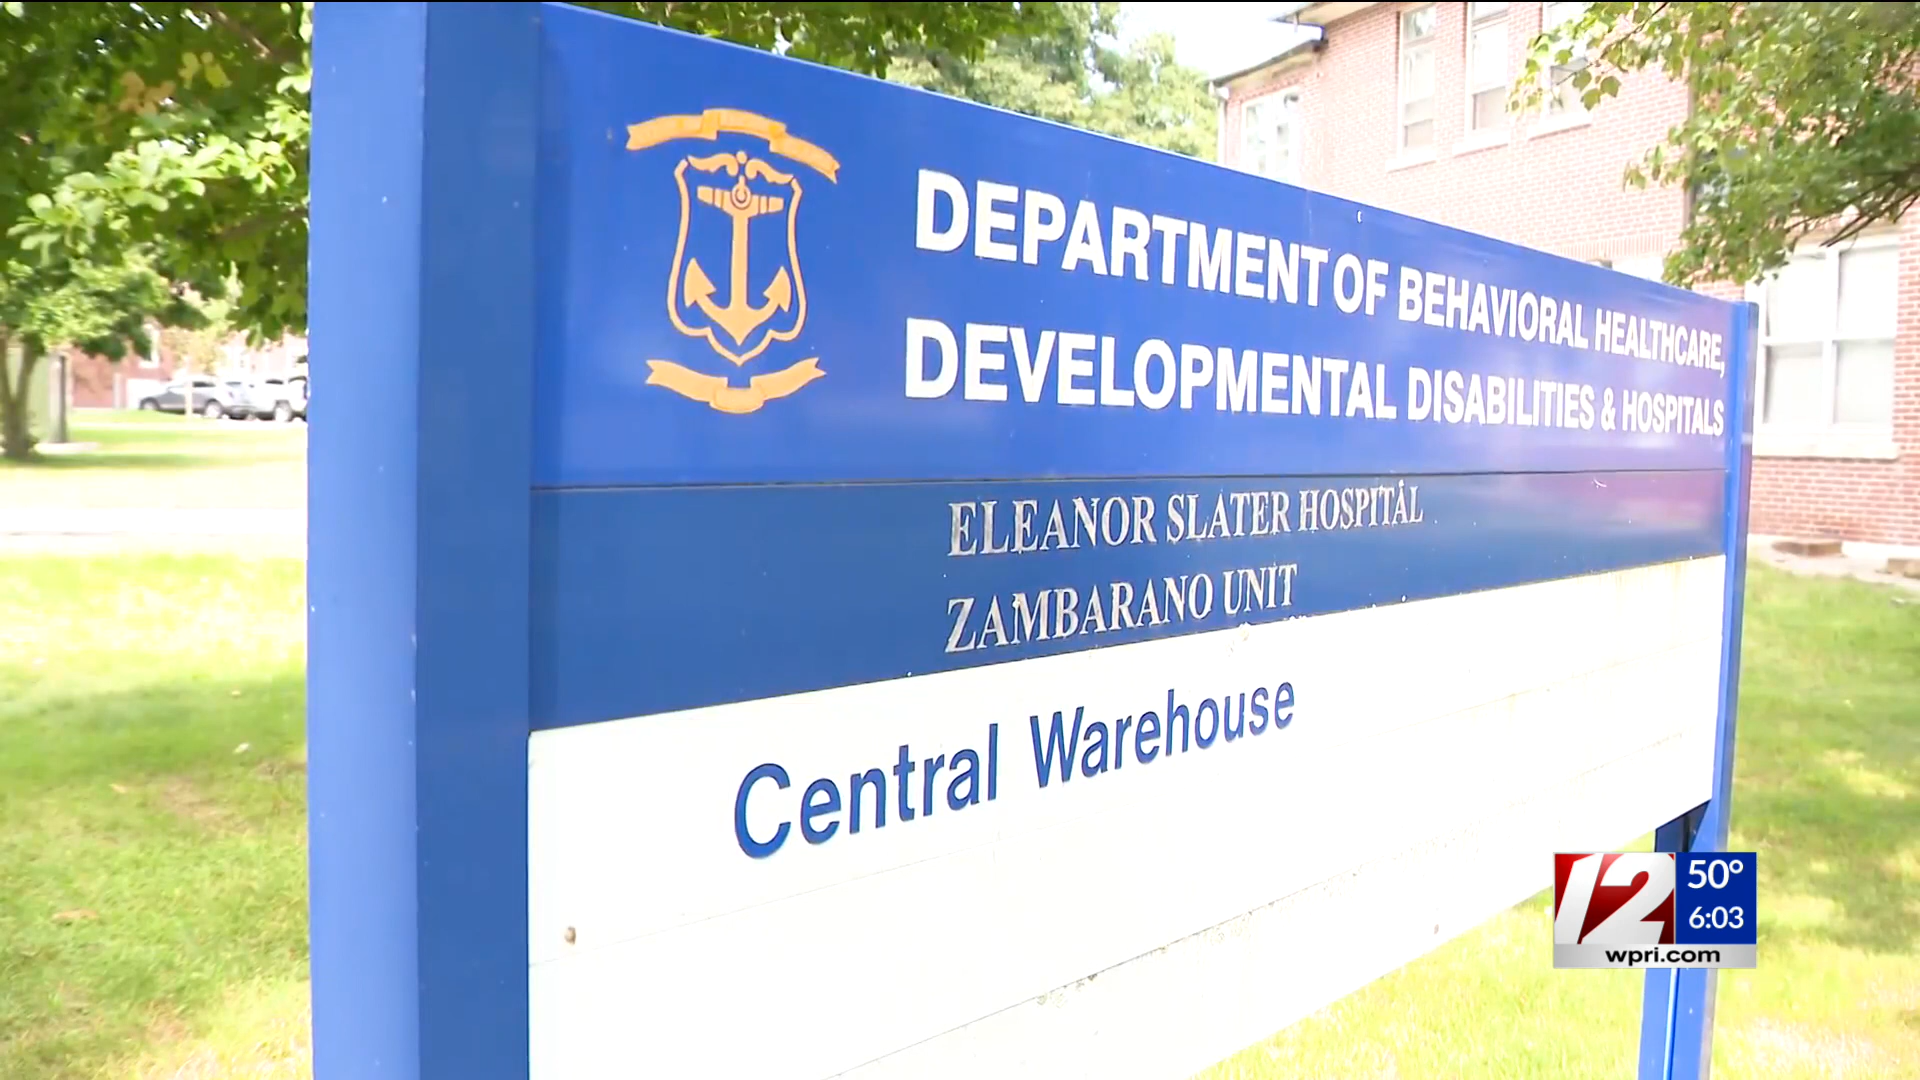 DEPARTMENT OF BEHAVIORAL HEALTHCARE,
DEVELOPMENTAL DISABILITIES & HOSPITALS
ELEANOR SLATER HOSPITAL
ZAMBARANO UNIT
Central Warehouse
12
50°
6:03
wpri.com